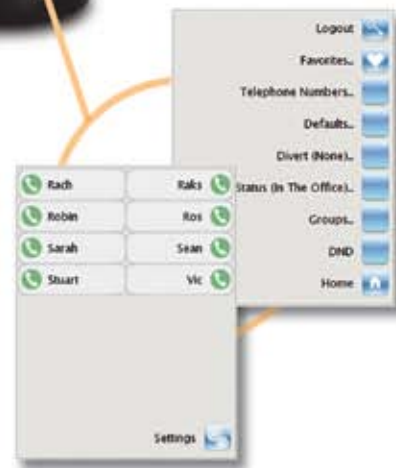 Logout
Favorites..
Telephone Numbers..
Defaults..
Divert (None)..
Status (In The Office)..
Groups..
DND
Home
Rach Raks
Robin Ros
Sarah Sean
Stuart Vic
Settings